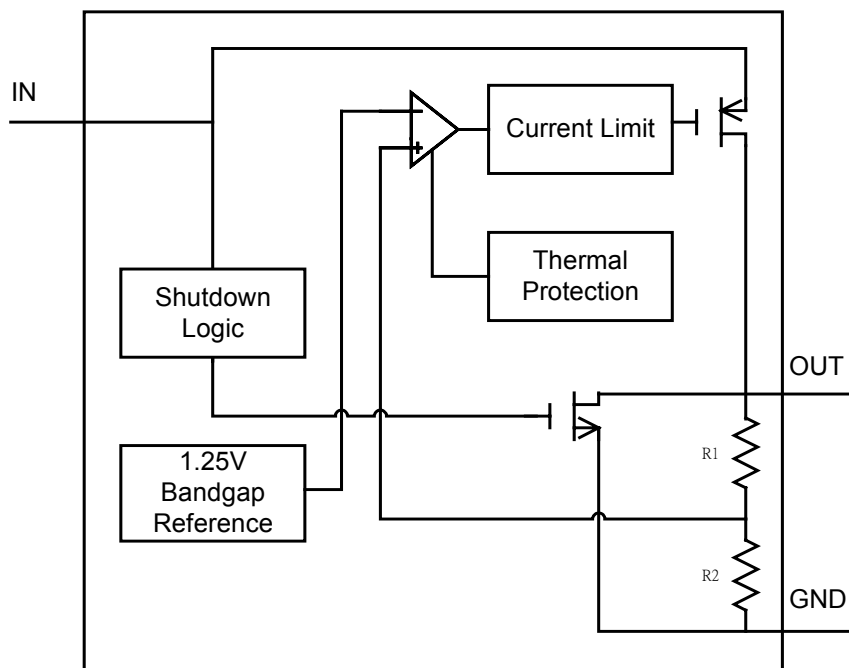 IN
−
+
Current Limit
Thermal
Protection
Shutdown
Logic
OUT
1.25V
Bandgap
Reference
R1
R2
GND